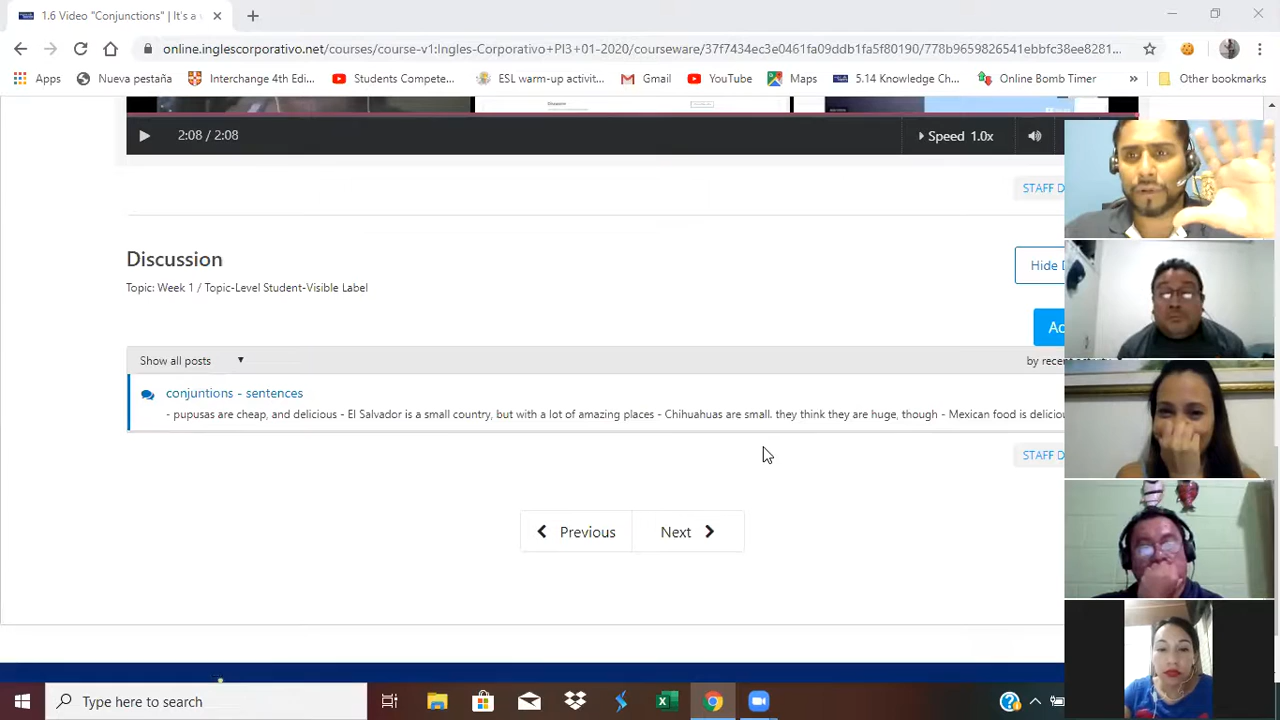 1.6 Video "Conjunctions" | It's a
online.inglescorporativo.net/courses/course-v1:Ingles-Corporativo+PI3+01-2020/courseware/37f7434ec3e0461fa09ddb1fa5f80190/778b9659826541ebbfc38ee8281...
Apps Nueva pestaña Interchange 4th Edi... Students Compete... ESL warm-up activit... Gmail YouTube Maps 5.14 Knowledge Ch... Online Bomb Timer » Other bookmarks
2:08 / 2:08 Speed 1.0x
STAFF D
Discussion
Hide D
Topic: Week 1 / Topic-Level Student-Visible Label
Show all posts by recent activity
conjuntions - sentences
- pupusas are cheap, and delicious - El Salvador is a small country, but with a lot of amazing places - Chihuahuas are small. they think they are huge, though - Mexican food is delicio
STAFF D
Previous Next
Type here to search